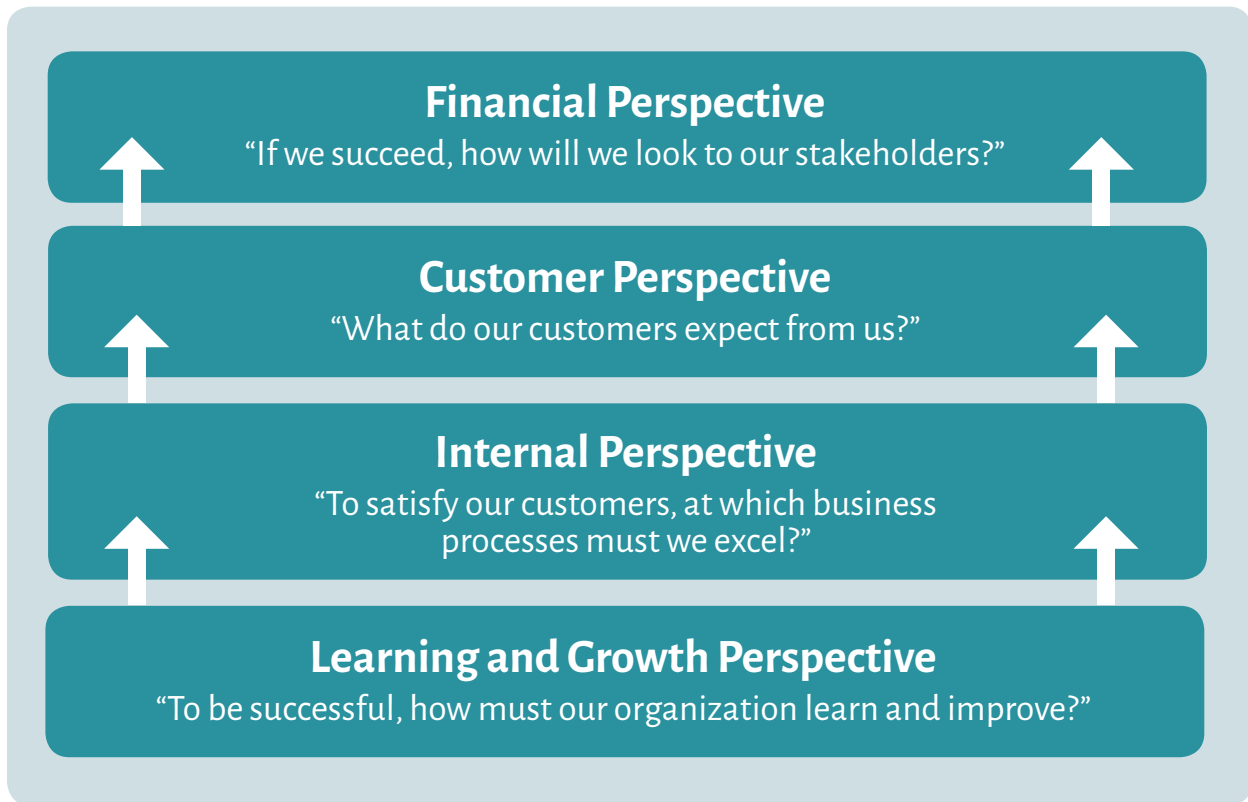 Financial Perspective
“If we succeed, how will we look to our stakeholders?”
Customer Perspective
“What do our customers expect from us?”
Internal Perspective
“To satisfy our customers, at which business
processes must we excel?”
Learning and Growth Perspective
“To be successful, how must our organization learn and improve?”